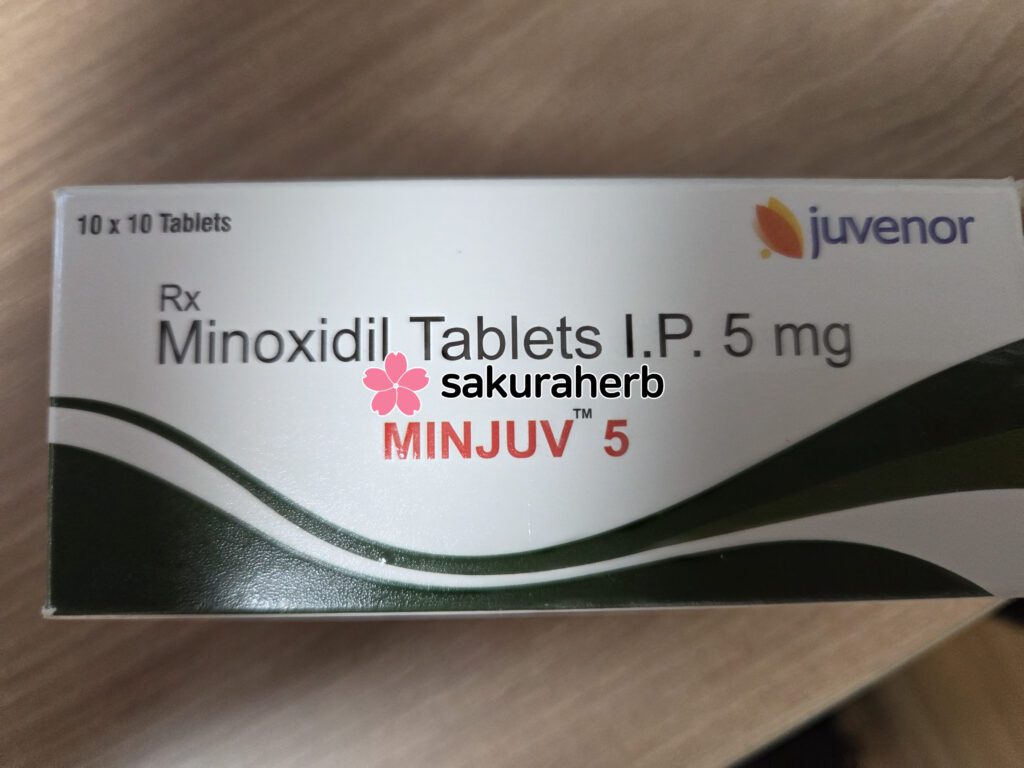 10 x 10 Tablets
juvenor
Rx
Minoxidil Tablets I.P. 5 mg
sakuraherb
MINJUV™ 5